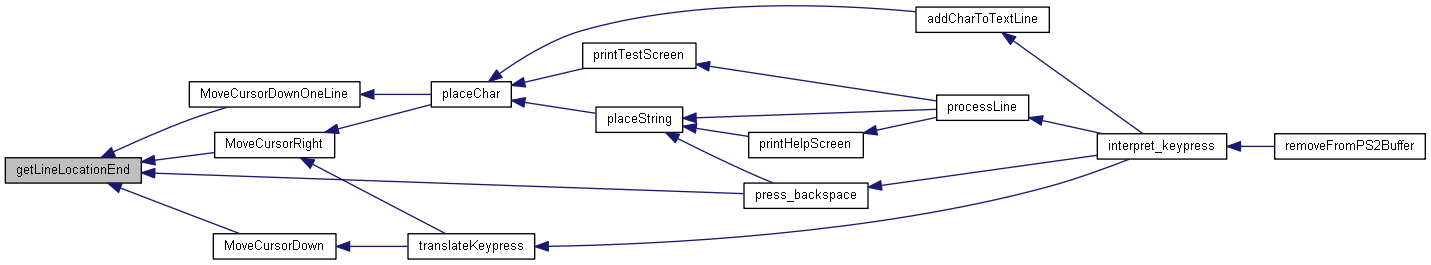 addCharToTextLine
printTestScreen
MoveCursorDownOneLine
placeChar
processLine
placeString
MoveCursorRight
printHelpScreen
interpret_keypress
removeFromPS2Buffer
getLineLocationEnd
press_backspace
MoveCursorDown
translateKeypress